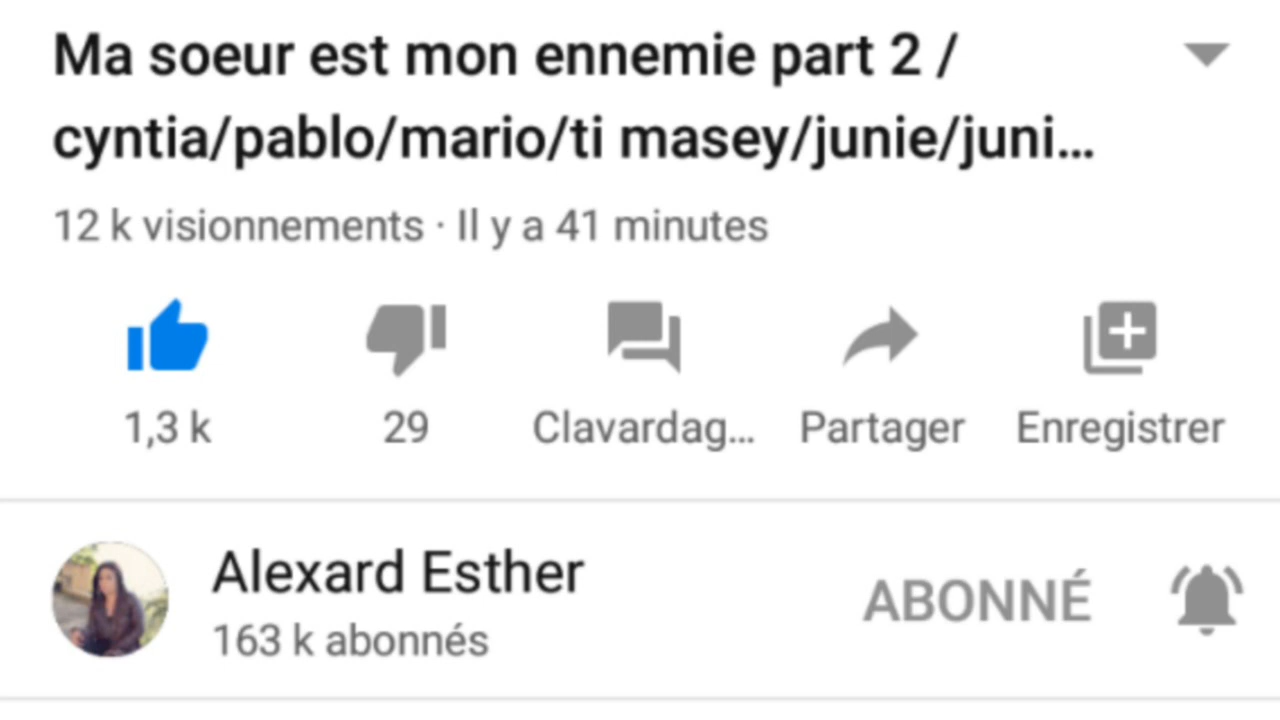 Ma soeur est mon ennemie part 2 /
cyntia/pablo/mario/ti masey/junie/juni...
12 k visionnements · Il y a 41 minutes
1,3 k 29 Clavardag... Partager Enregistrer
Alexard Esther
ABONNÉ
163 k abonnés